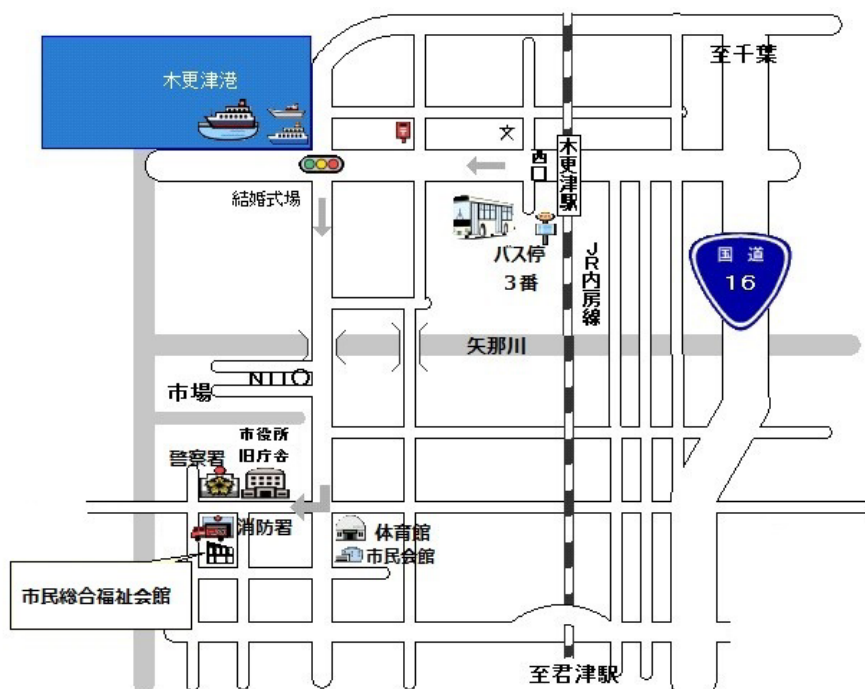 至千葉
木更津港
文
西口
木更津駅
結婚式場
バス停
3番
JR内房線
国道
16
矢那川
NTT
市場
市役所
旧庁舎
警察署
消防署
体育館
市民会館
市民総合福祉会館
至君津駅